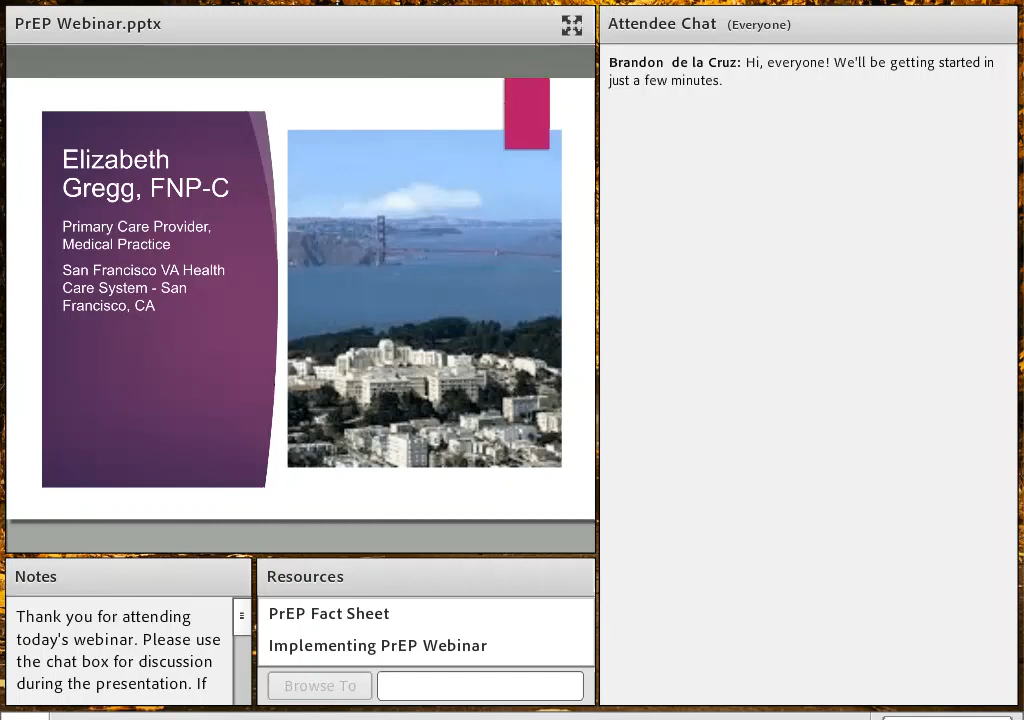 PrEP Webinar.pptx
Elizabeth
Gregg, FNP-C
Primary Care Provider,
Medical Practice
San Francisco VA Health
Care System - San
Francisco, CA
Attendee Chat (Everyone)
Brandon de la Cruz: Hi, everyone! We'll be getting started in
just a few minutes.
Notes
Thank you for attending
today's webinar. Please use
the chat box for discussion
during the presentation. If
Resources
PrEP Fact Sheet
Implementing PrEP Webinar
Browse To